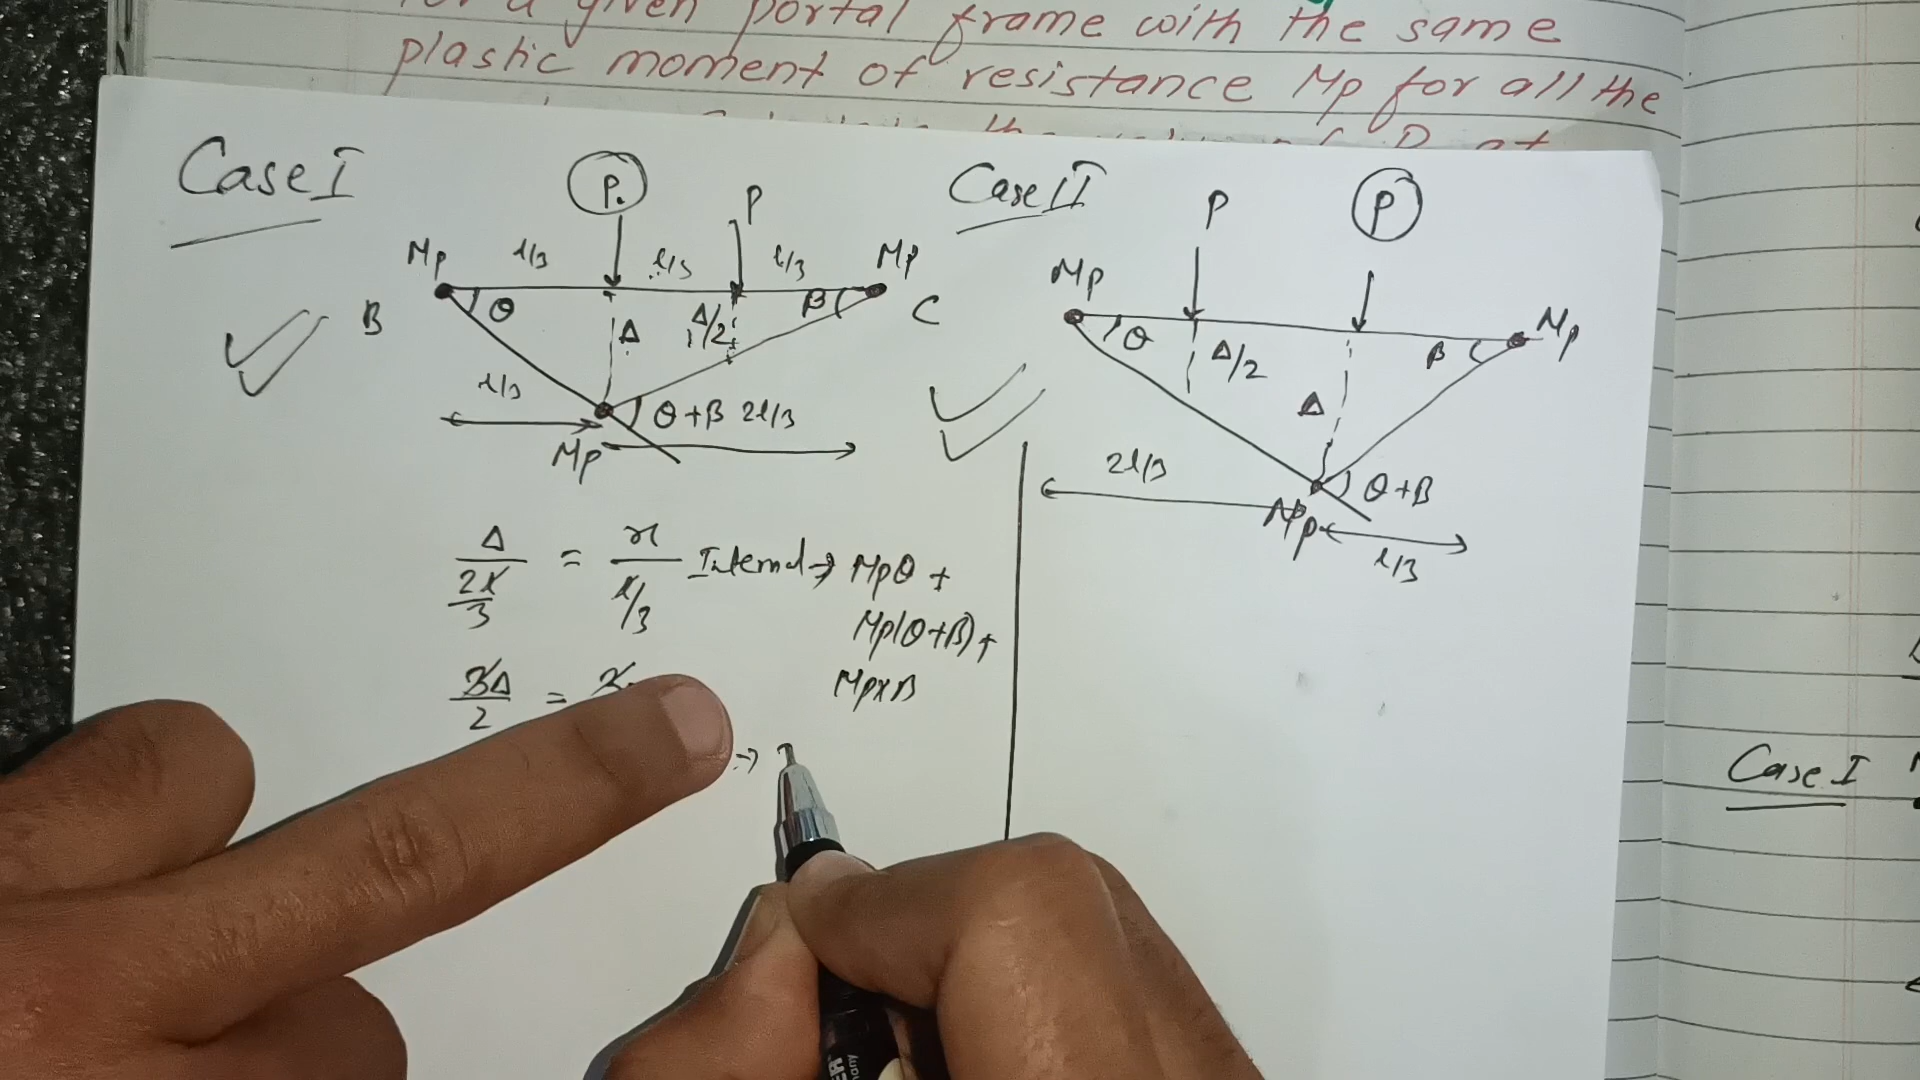 for a given portal frame with the same
plastic moment of resistance Mp for all the
Case I
P.
P
Mp
l/3
l/3
l/3
Mp
B
θ
Δ
Δ/2
β
C
l/3
θ+β
2l/3
Mp
Δ / 2l/3 = x / l/3
Internal → Mpθ +
Mp(θ+β)+
Mp×β
3Δ/2 =
Case II
P
P
Mp
Mp
θ
Δ/2
Δ
β
2l/3
θ+β
Mp
l/3
Case I